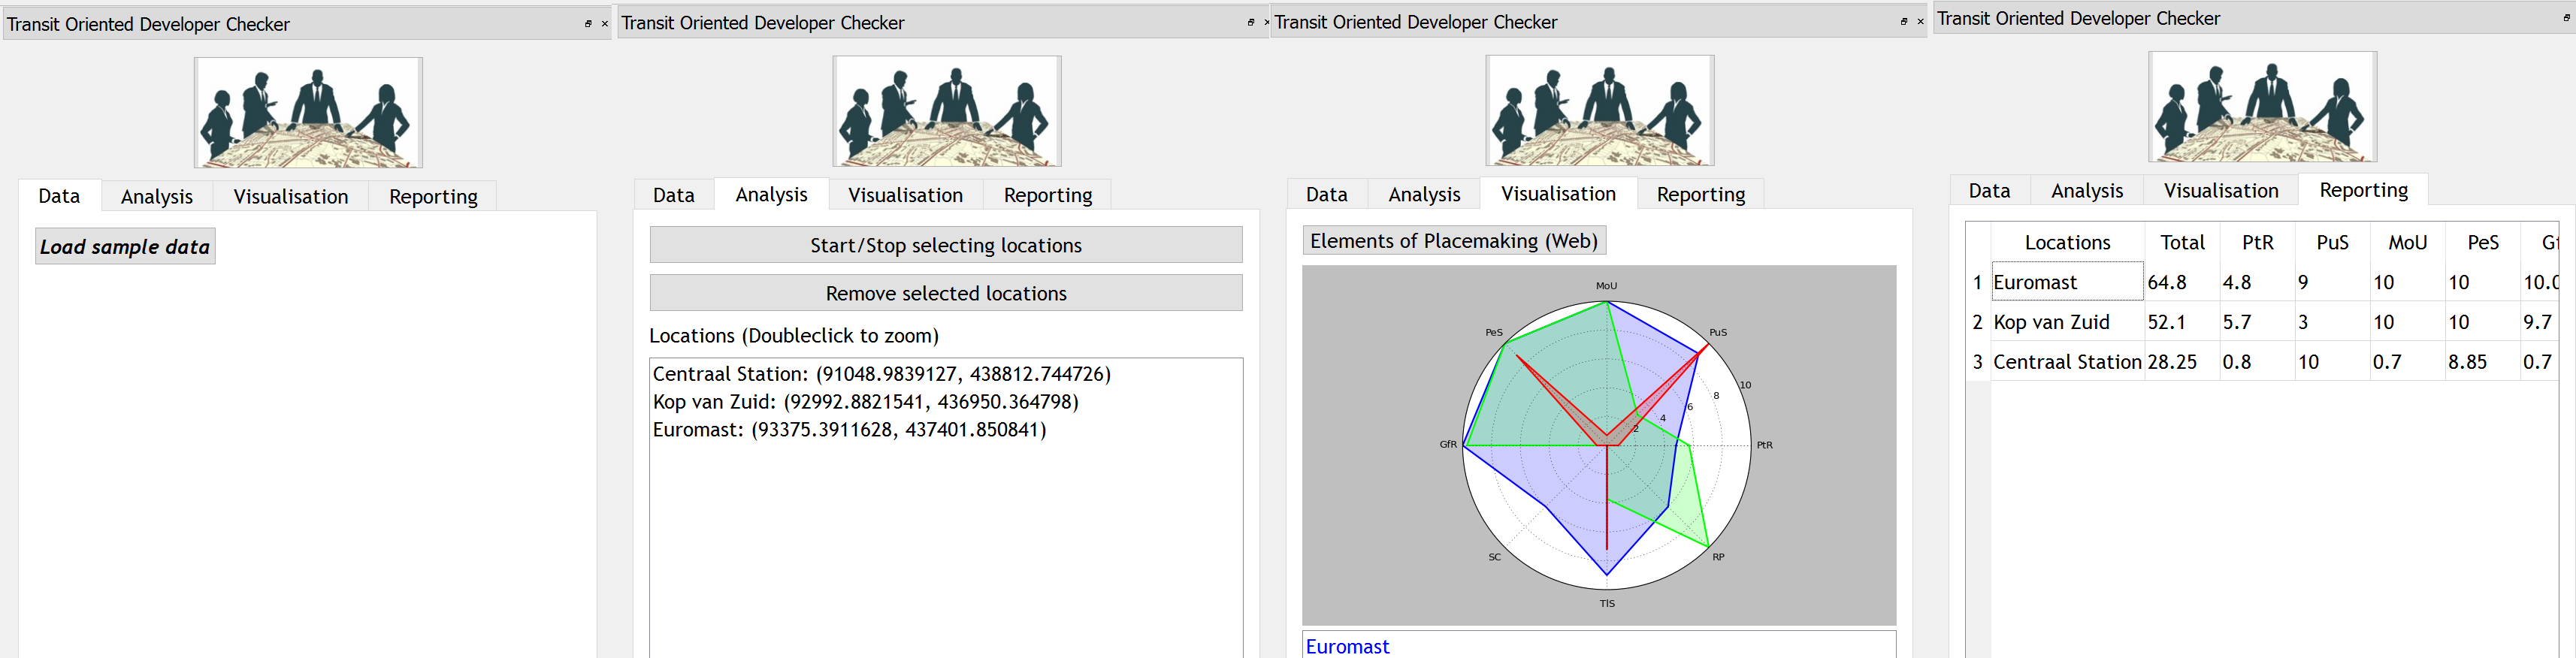 Transit Oriented Developer Checker
Data Analysis Visualisation Reporting
Load sample data
Transit Oriented Developer Checker
Data Analysis Visualisation Reporting
Start/Stop selecting locations
Remove selected locations
Locations (Doubleclick to zoom)
Centraal Station: (91048.9839127, 438812.744726)
Kop van Zuid: (92992.8821541, 436950.364798)
Euromast: (93375.3911628, 437401.850841)
Transit Oriented Developer Checker
Data Analysis Visualisation Reporting
Elements of Placemaking (Web)
MoU
PeS PuS
10
8
6
4
2
GfR PtR
SC RP
TlS
Euromast
Transit Oriented Developer Checker
Data Analysis Visualisation Reporting
Locations Total PtR PuS MoU PeS
1 Euromast 64.8 4.8 9 10 10 10.0
2 Kop van Zuid 52.1 5.7 3 10 10 9.7
3 Centraal Station 28.25 0.8 10 0.7 8.85 0.7